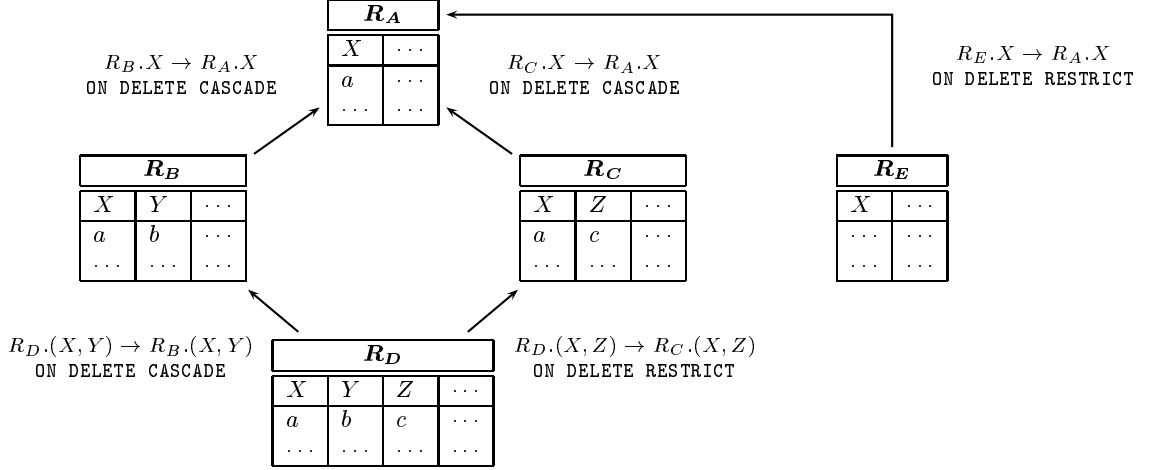 R_A
X ···
a ···
··· ···
R_B.X → R_A.X
ON DELETE CASCADE
R_C.X → R_A.X
ON DELETE CASCADE
R_E.X → R_A.X
ON DELETE RESTRICT
R_B
X Y ···
a b ···
··· ··· ···
R_C
X Z ···
a c ···
··· ··· ···
R_E
X ···
··· ···
··· ···
R_D.(X, Y) → R_B.(X, Y)
ON DELETE CASCADE
R_D
X Y Z ···
a b c ···
··· ··· ··· ···
R_D.(X, Z) → R_C.(X, Z)
ON DELETE RESTRICT